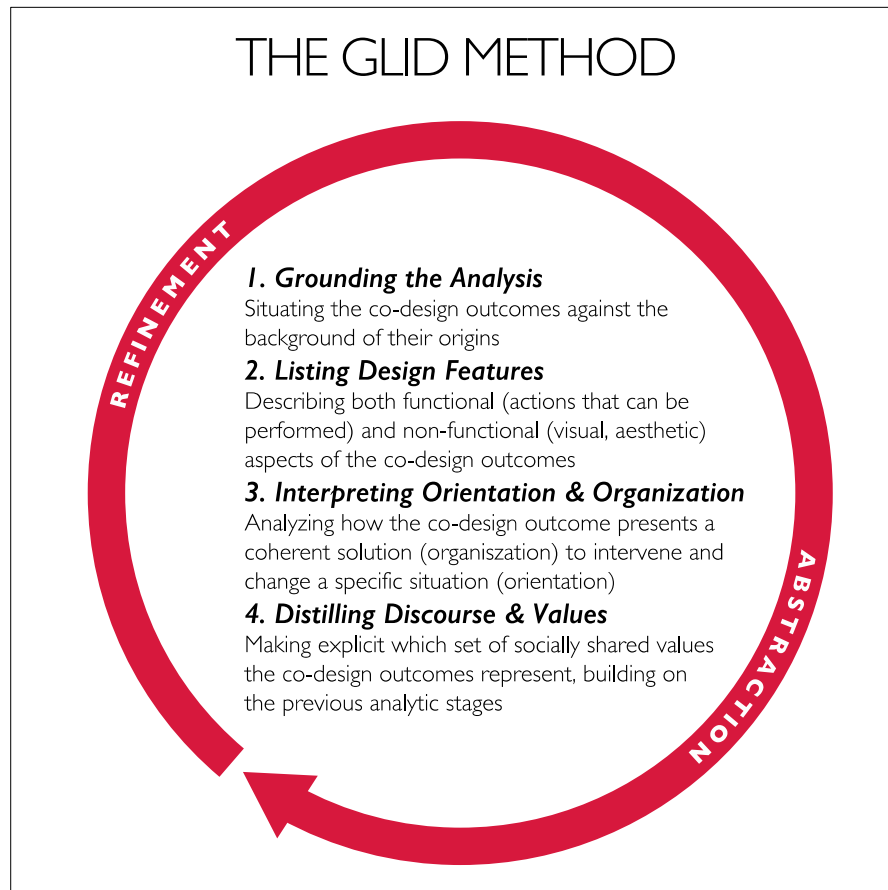 THE GLID METHOD
REFINEMENT
1. Grounding the Analysis
Situating the co-design outcomes against the
background of their origins
2. Listing Design Features
Describing both functional (actions that can be
performed) and non-functional (visual, aesthetic)
aspects of the co-design outcomes
3. Interpreting Orientation & Organization
Analyzing how the co-design outcome presents a
coherent solution (organiszation) to intervene and
change a specific situation (orientation)
4. Distilling Discourse & Values
Making explicit which set of socially shared values
the co-design outcomes represent, building on
the previous analytic stages
ABSTRACTION